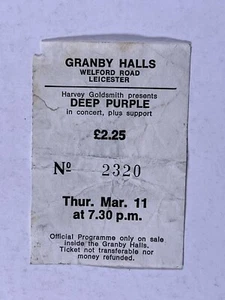 GRANBY HALLS
WELFORD ROAD
LEICESTER
Harvey Goldsmith presents
DEEP PURPLE
in concert, plus support
£2.25
Nº 2320
Thur. Mar. 11
at 7.30 p.m.
Official Programme only on sale
inside the Granby Halls.
Ticket not transferable nor
money refunded.